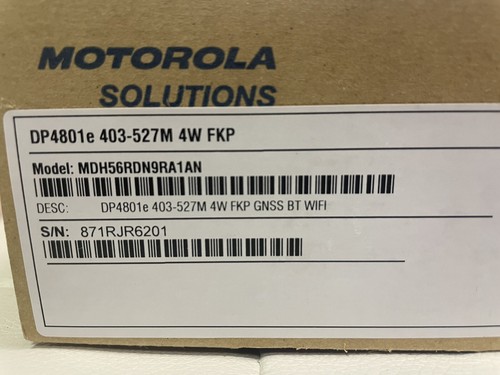 MOTOROLA
SOLUTIONS
DP4801e 403-527M 4W FKP
Model: MDH56RDN9RA1AN
DESC: DP4801e 403-527M 4W FKP GNSS BT WIFI
S/N: 871RJR6201